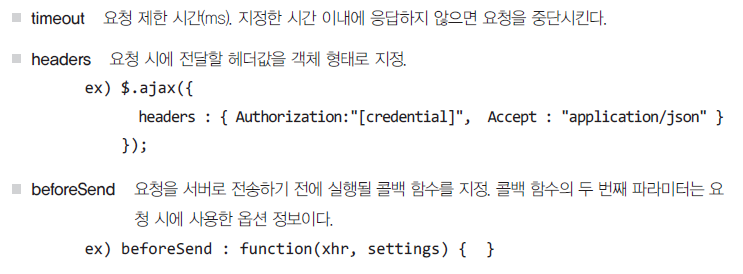 timeout 요청 제한 시간(ms). 지정한 시간 이내에 응답하지 않으면 요청을 중단시킨다.
headers 요청 시에 전달할 헤더값을 객체 형태로 지정.
ex) $.ajax({
headers : { Authorization:"[credential]", Accept : "application/json" }
});
beforeSend 요청을 서버로 전송하기 전에 실행될 콜백 함수를 지정. 콜백 함수의 두 번째 파라미터는 요
청 시에 사용한 옵션 정보이다.
ex) beforeSend : function(xhr, settings) { }